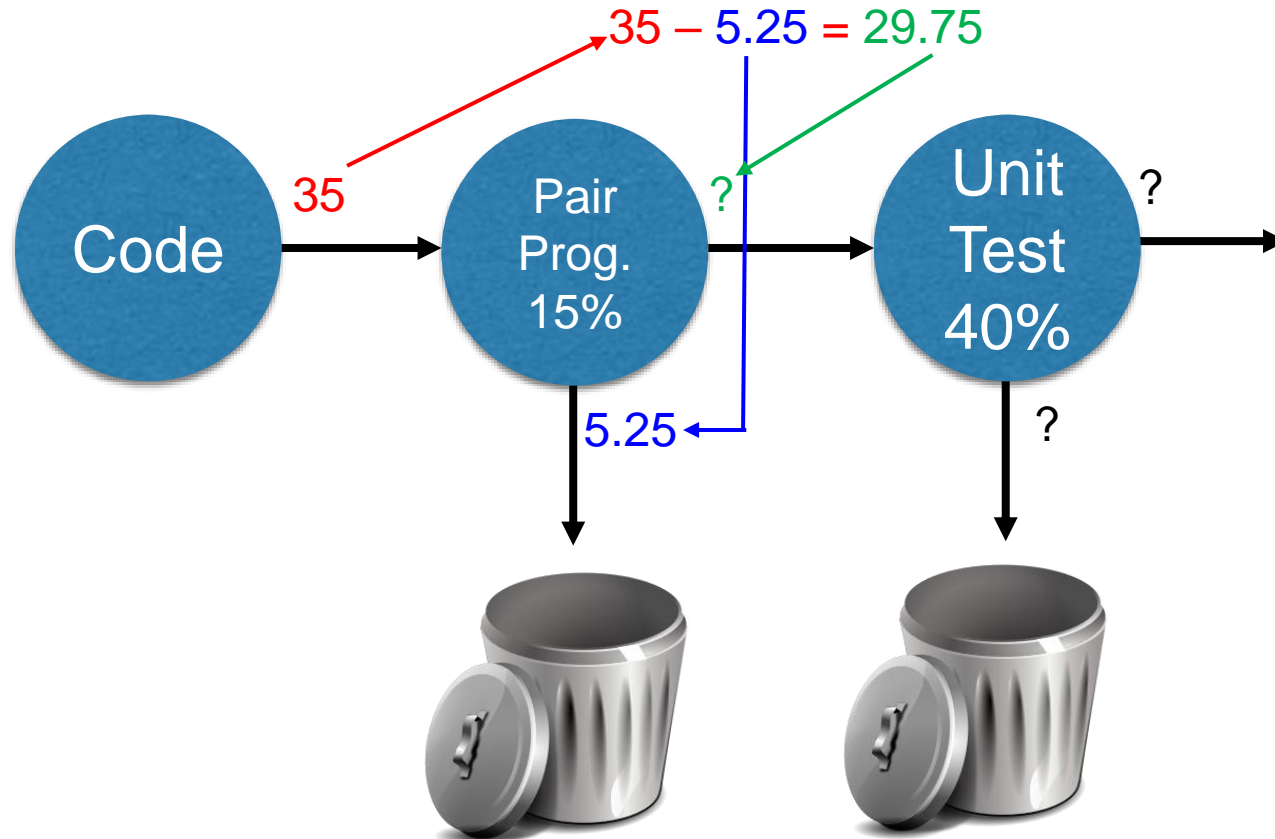 35 – 5.25 = 29.75
Code
35
Pair
Prog.
15%
?
Unit
Test
40%
?
5.25
?